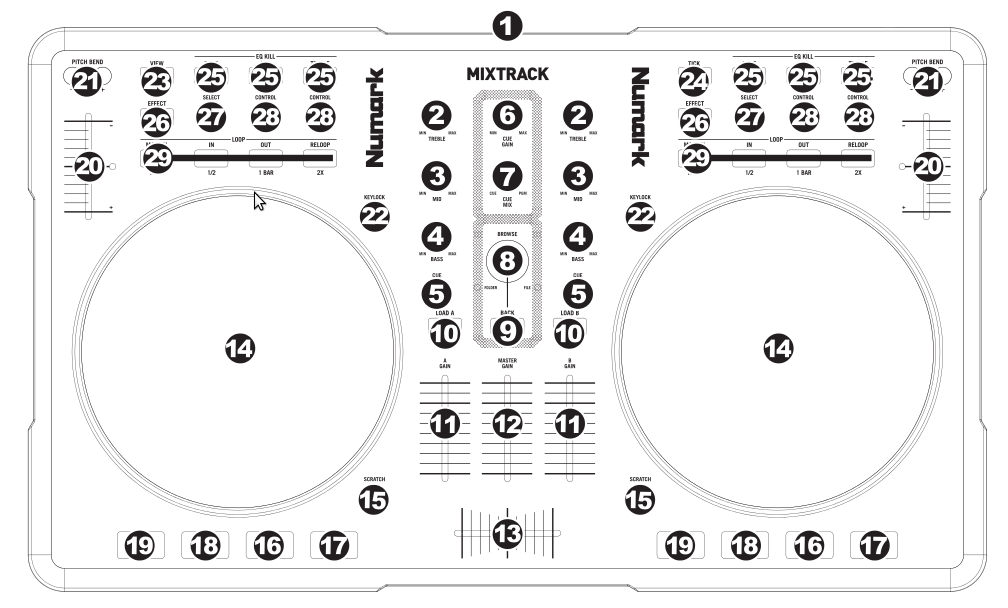 1
PITCH BEND
21
VIEW
23
EQ KILL
25 25 25
MIXTRACK
Numark
Numark
TICK
24
EQ KILL
25 25 25
PITCH BEND
21
EFFECT
26
SELECT
27
CONTROL
28
CONTROL
28
2
MIN MAX
TREBLE
6
MIN MAX
CUE
GAIN
2
MIN MAX
TREBLE
EFFECT
26
SELECT
27
CONTROL
28
CONTROL
28
LOOP
29
IN
OUT
RELOOP
1/2
1 BAR
2X
20
LOOP
29
IN
OUT
RELOOP
1/2
1 BAR
2X
20
- +
- +
3
MIN MAX
MID
7
CUE PGM
CUE
MIX
3
MIN MAX
MID
KEYLOCK
22
KEYLOCK
22
4
MIN MAX
BASS
BROWSE
8
FOLDER FILE
4
MIN MAX
BASS
CUE
5
CUE
5
LOAD A
10
BACK
9
LOAD B
10
14
14
A
GAIN
MASTER
GAIN
B
GAIN
11
12
11
SCRATCH
15
SCRATCH
15
13
19 18 16 17
19 18 16 17